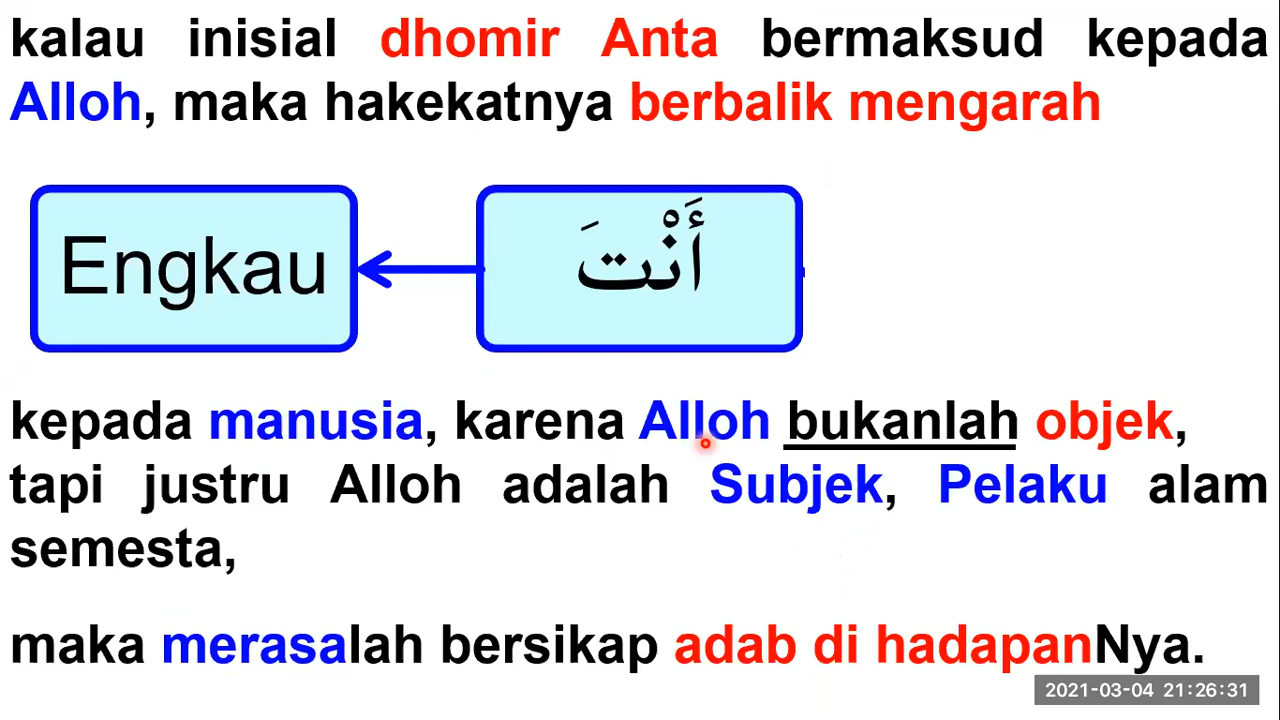 kalau inisial dhomir Anta bermaksud kepada
Alloh, maka hakekatnya berbalik mengarah
Engkau
أَنْتَ
kepada manusia, karena Alloh bukanlah objek,
tapi justru Alloh adalah Subjek, Pelaku alam
semesta,
maka merasalah bersikap adab di hadapanNya.
2021-03-04 21:26:31